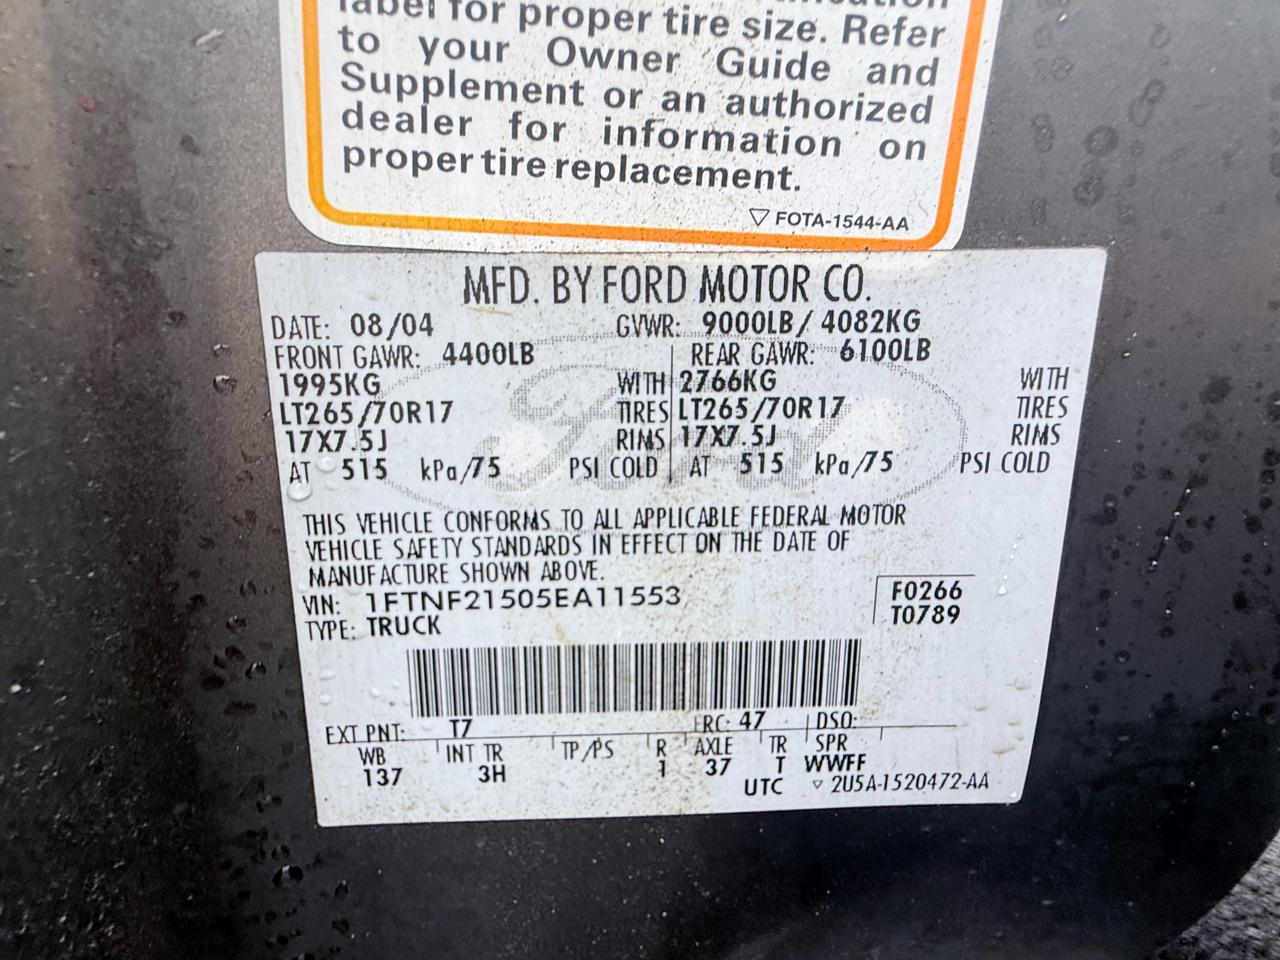 label for proper tire size. Refer
to your Owner Guide and
Supplement or an authorized
dealer for information on
proper tire replacement.
▽ FOTA-1544-AA
MFD. BY FORD MOTOR CO.
DATE: 08/04 GVWR: 9000LB/ 4082KG
FRONT GAWR: 4400LB REAR GAWR: 6100LB
1995KG WITH 2766KG WITH
LT265/70R17 TIRES LT265/70R17 TIRES
17X7.5J RIMS 17X7.5J RIMS
AT 515 kPa/75 PSI COLD AT 515 kPa/75 PSI COLD
Ford
THIS VEHICLE CONFORMS TO ALL APPLICABLE FEDERAL MOTOR
VEHICLE SAFETY STANDARDS IN EFFECT ON THE DATE OF
MANUFACTURE SHOWN ABOVE.
VIN: 1FTNF21505EA11553 F0266
TYPE: TRUCK T0789
EXT PNT: T7 RC: 47 DSO:
WB INT TR TP/PS R AXLE TR SPR
137 3H 1 37 T WWFF
UTC ▽ 2U5A-1520472-AA